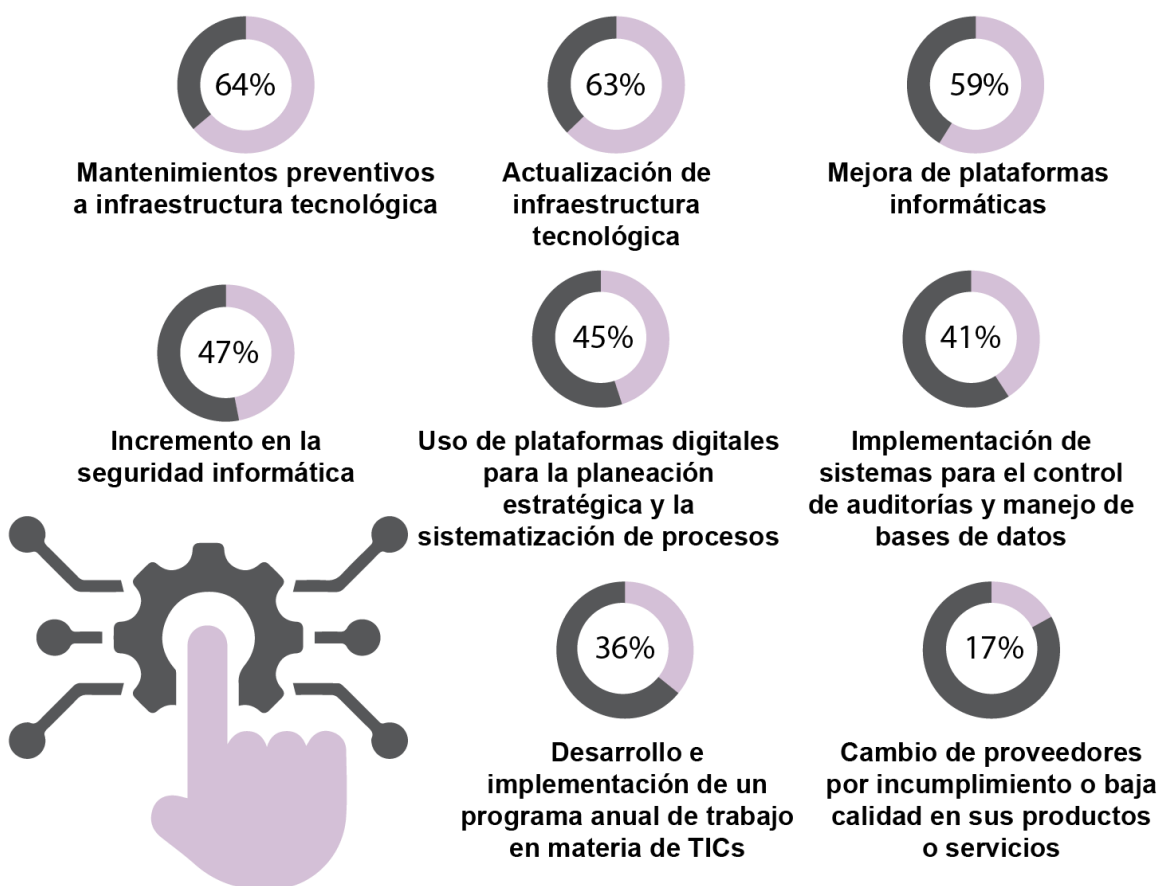 64%
Mantenimientos preventivos
a infraestructura tecnológica
63%
Actualización de
infraestructura
tecnológica
59%
Mejora de plataformas
informáticas
47%
Incremento en la
seguridad informática
45%
Uso de plataformas digitales
para la planeación
estratégica y la
sistematización de procesos
41%
Implementación de
sistemas para el control
de auditorías y manejo de
bases de datos
36%
Desarrollo e
implementación de un
programa anual de trabajo
en materia de TICs
17%
Cambio de proveedores
por incumplimiento o baja
calidad en sus productos
o servicios